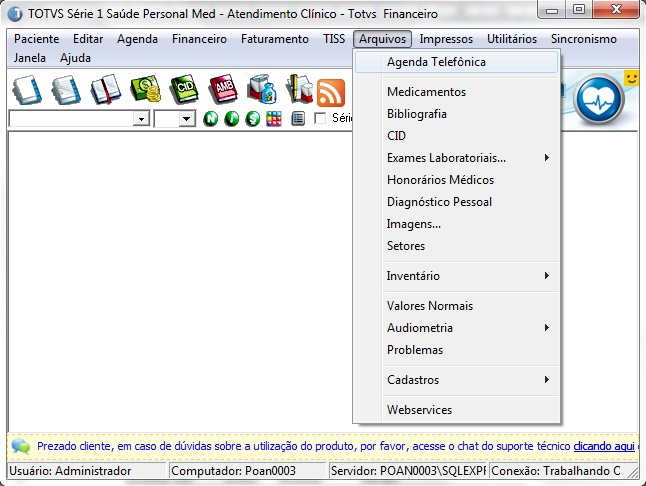 TOTVS Série 1 Saúde Personal Med - Atendimento Clínico - Totvs  Financeiro
Paciente Editar Agenda Financeiro Faturamento TISS Arquivos Impressos Utilitários Sincronismo
Janela Ajuda
CID AMB
N I S Séri
Agenda Telefônica
Medicamentos
Bibliografia
CID
Exames Laboratoriais...
Honorários Médicos
Diagnóstico Pessoal
Imagens...
Setores
Inventário
Valores Normais
Audiometria
Problemas
Cadastros
Webservices
Prezado cliente, em caso de dúvidas sobre a utilização do produto, por favor, acesse o chat do suporte técnico clicando aqui
Usuário: Administrador Computador: Poan0003 Servidor: POAN0003\SQLEXPF Conexão: Trabalhando O